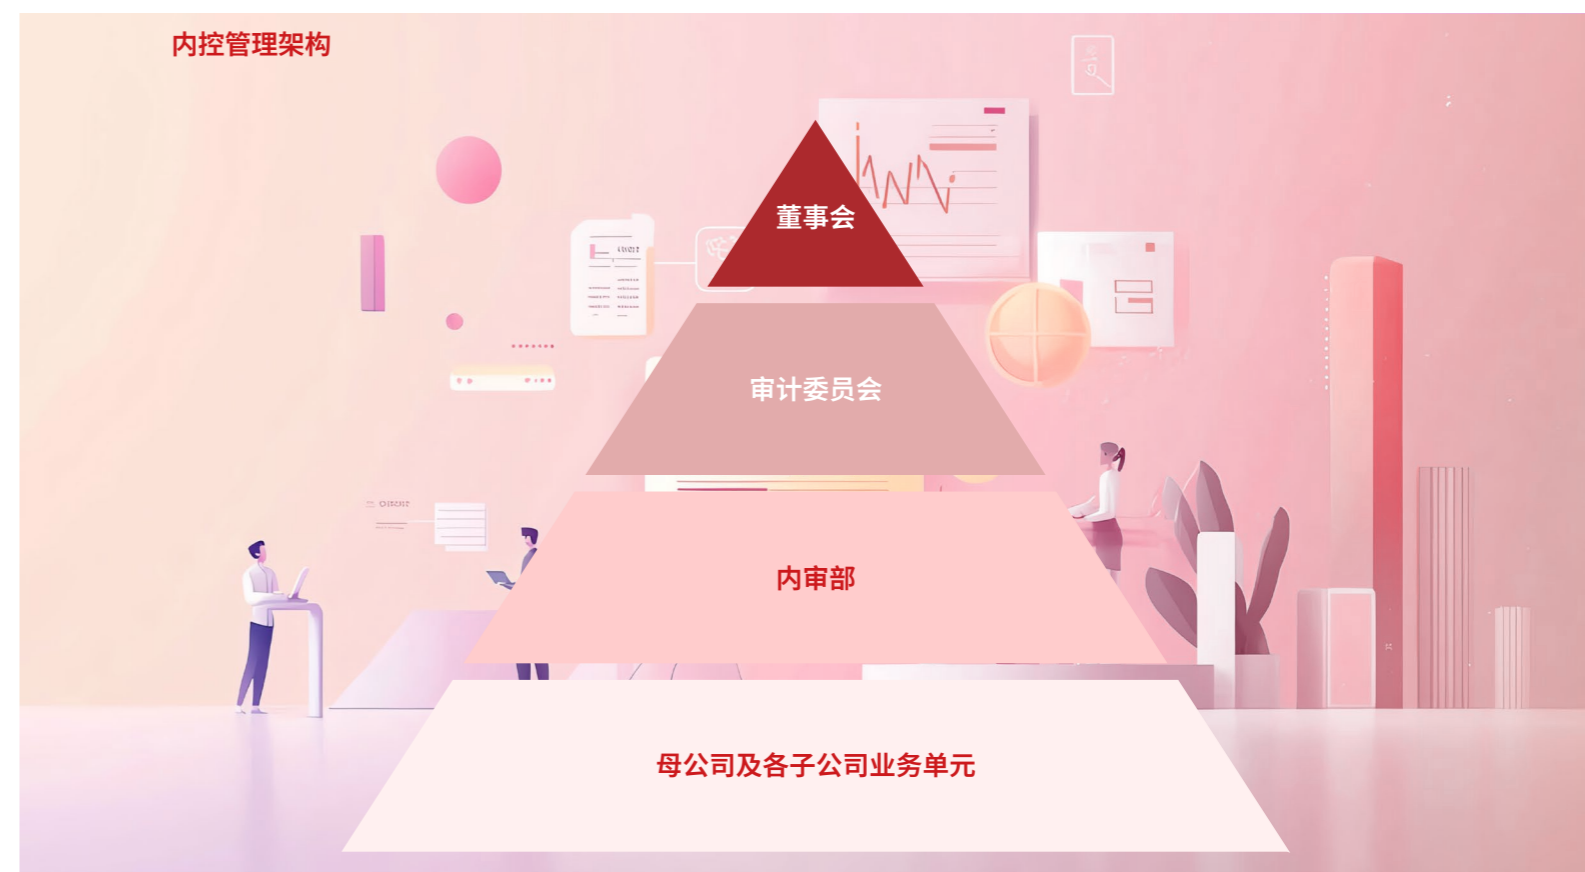 内控管理架构
董事会
审计委员会
内审部
母公司及各子公司业务单元